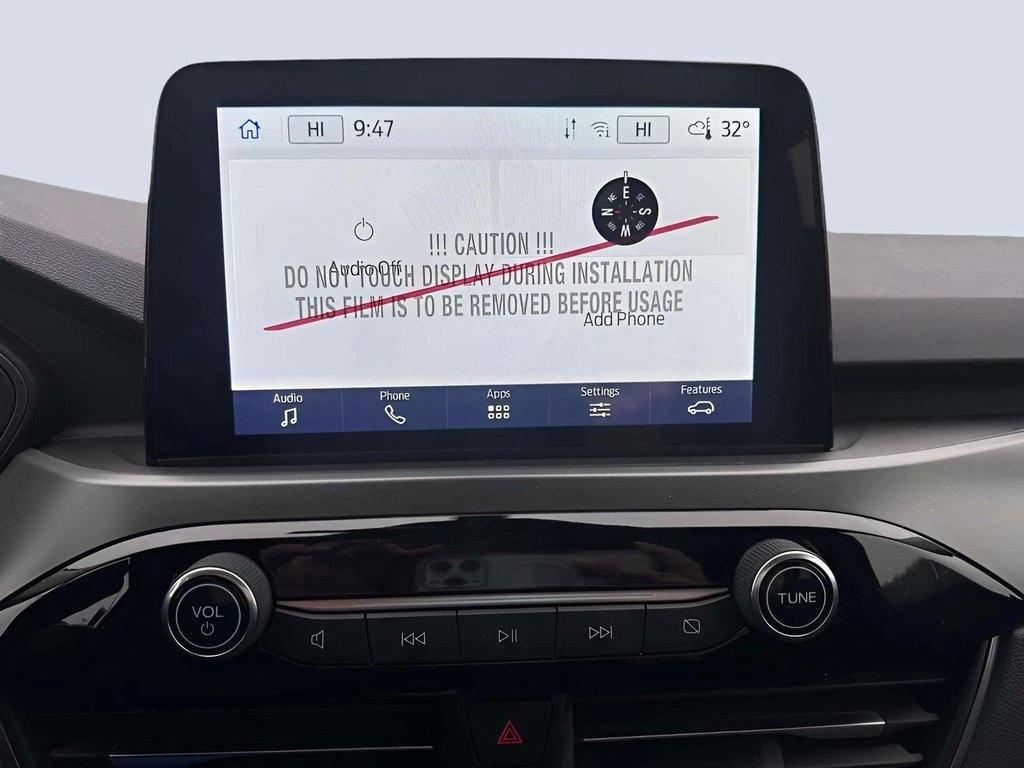 HI 9:47 HI 32°
E
N S
W
Audio Off
!!! CAUTION !!!
DO NOT TOUCH DISPLAY DURING INSTALLATION
THIS FILM IS TO BE REMOVED BEFORE USAGE
Add Phone
Audio Phone Apps Settings Features
VOL
TUNE